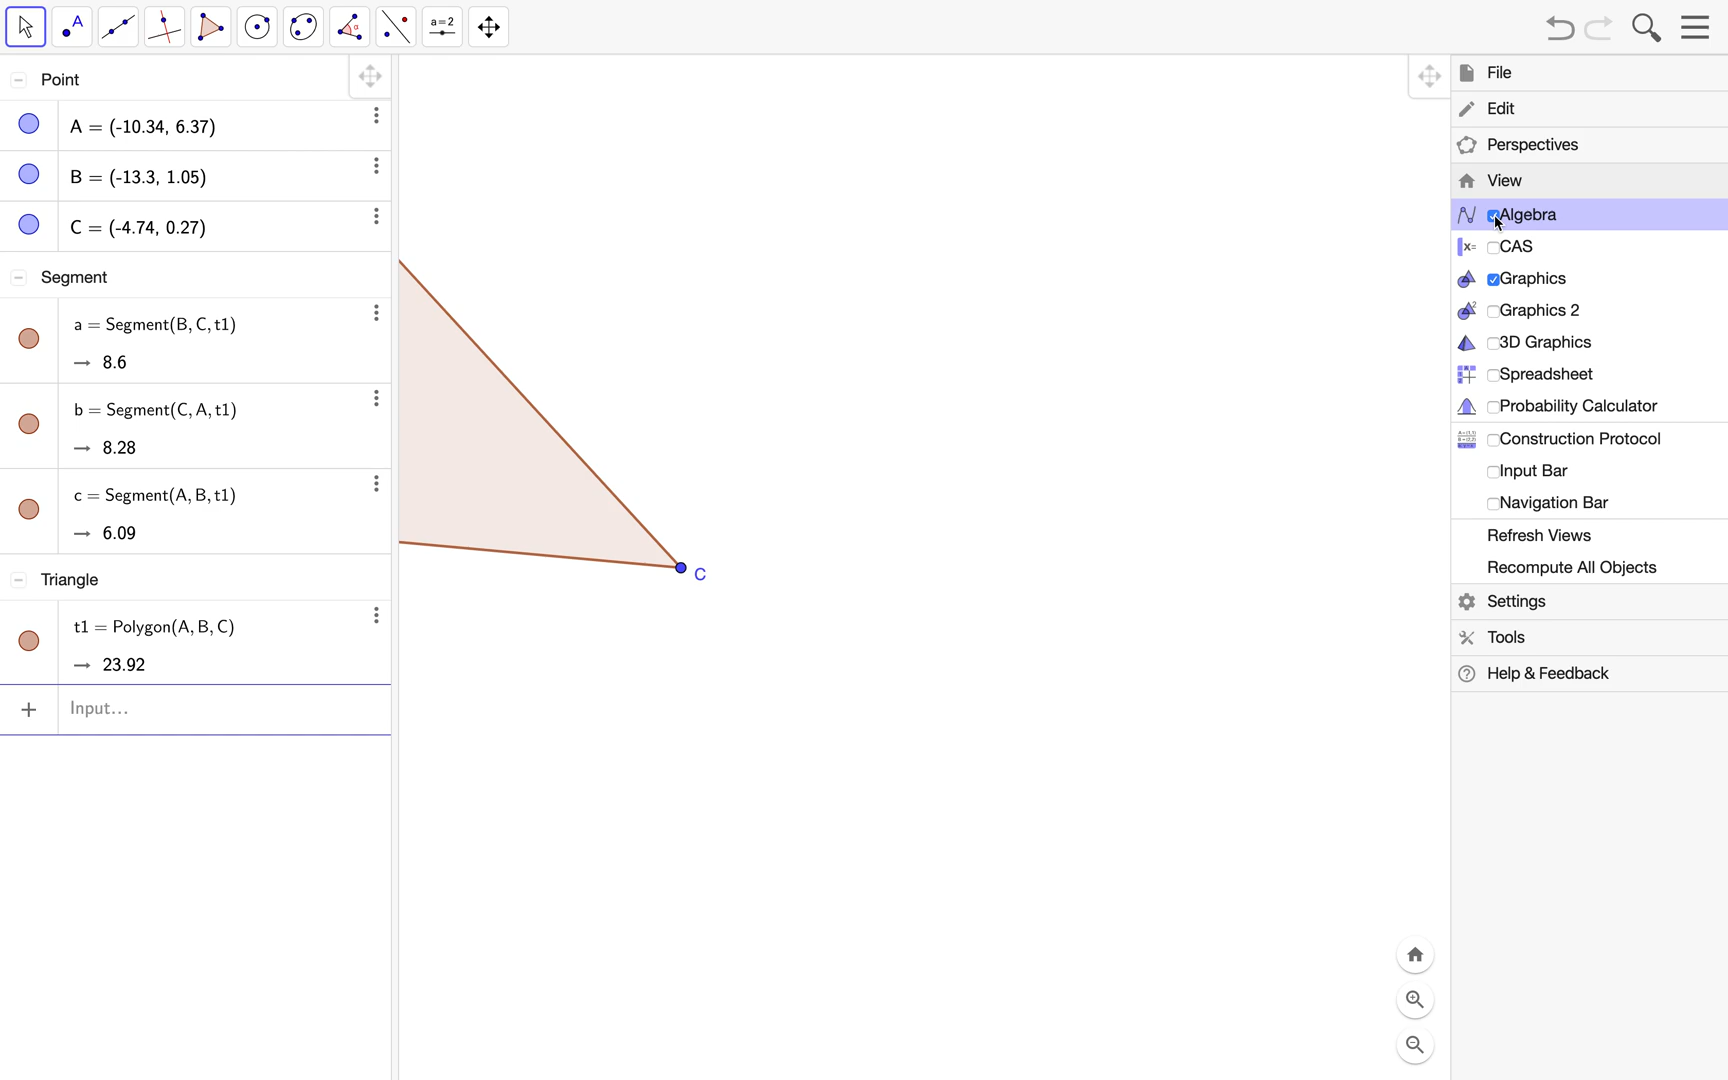 A
a=2
α
Point
A = (-10.34, 6.37)
B = (-13.3, 1.05)
C = (-4.74, 0.27)
Segment
a = Segment(B, C, t1)
→ 8.6
b = Segment(C, A, t1)
→ 8.28
c = Segment(A, B, t1)
→ 6.09
Triangle
t1 = Polygon(A, B, C)
→ 23.92
+ Input...
C
File
Edit
Perspectives
View
Algebra
x= CAS
Graphics
2 Graphics 2
3D Graphics
Spreadsheet
Probability Calculator
Construction Protocol
Input Bar
Navigation Bar
Refresh Views
Recompute All Objects
Settings
Tools
? Help & Feedback